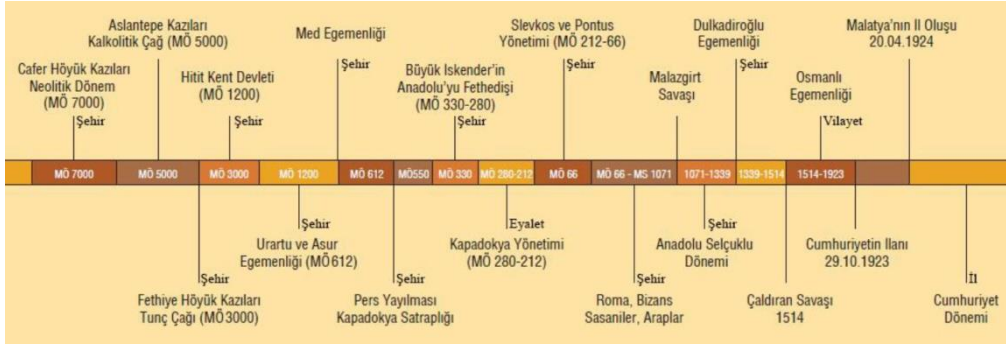 Aslantepe Kazıları
Kalkolitik Çağ (MÖ 5000)
Med Egemenliği
Slevkos ve Pontus
Yönetimi (MÖ 212-66)
Dulkadiroğlu
Egemenliği
Malatya'nın İl Oluşu
20.04.1924
Cafer Höyük Kazıları
Neolitik Dönem
(MÖ 7000)
Şehir
Hitit Kent Devleti
(MÖ 1200)
Şehir
Şehir
Büyük İskender'in
Anadolu'yu Fethedişi
(MÖ 330-280)
Şehir
Şehir
Malazgirt
Savaşı
Şehir
Osmanlı
Egemenliği
Vilayet
MÖ 7000
MÖ 5000
MÖ 3000
MÖ 1200
MÖ 612
MÖ550
MÖ 330
MÖ 280-212
MÖ 66
MÖ 66 - MS 1071
1071-1339
1339-1514
1514-1923
Şehir
Urartu ve Asur
Egemenliği (MÖ 612)
Eyalet
Kapadokya Yönetimi
(MÖ 280-212)
Şehir
Anadolu Selçuklu
Dönemi
Cumhuriyetin İlanı
29.10.1923
Şehir
Fethiye Höyük Kazıları
Tunç Çağı (MÖ 3000)
Şehir
Pers Yayılması
Kapadokya Satraplığı
Şehir
Roma, Bizans
Sasaniler, Araplar
Çaldıran Savaşı
1514
İl
Cumhuriyet
Dönemi